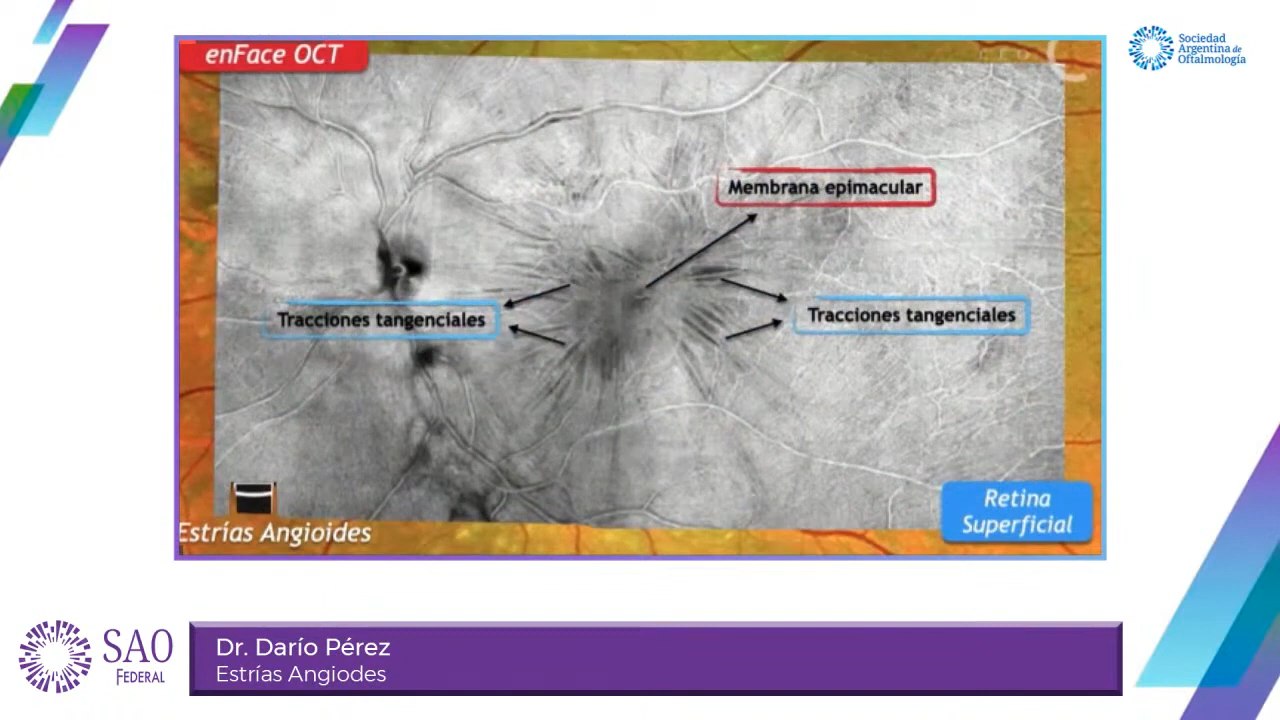 enFace OCT
Sociedad
Argentina de
Oftalmología
Membrana epimacular
Tracciones tangenciales
Tracciones tangenciales
Retina
Superficial
Estrías Angioides
SAO
FEDERAL
Dr. Darío Pérez
Estrías Angiodes